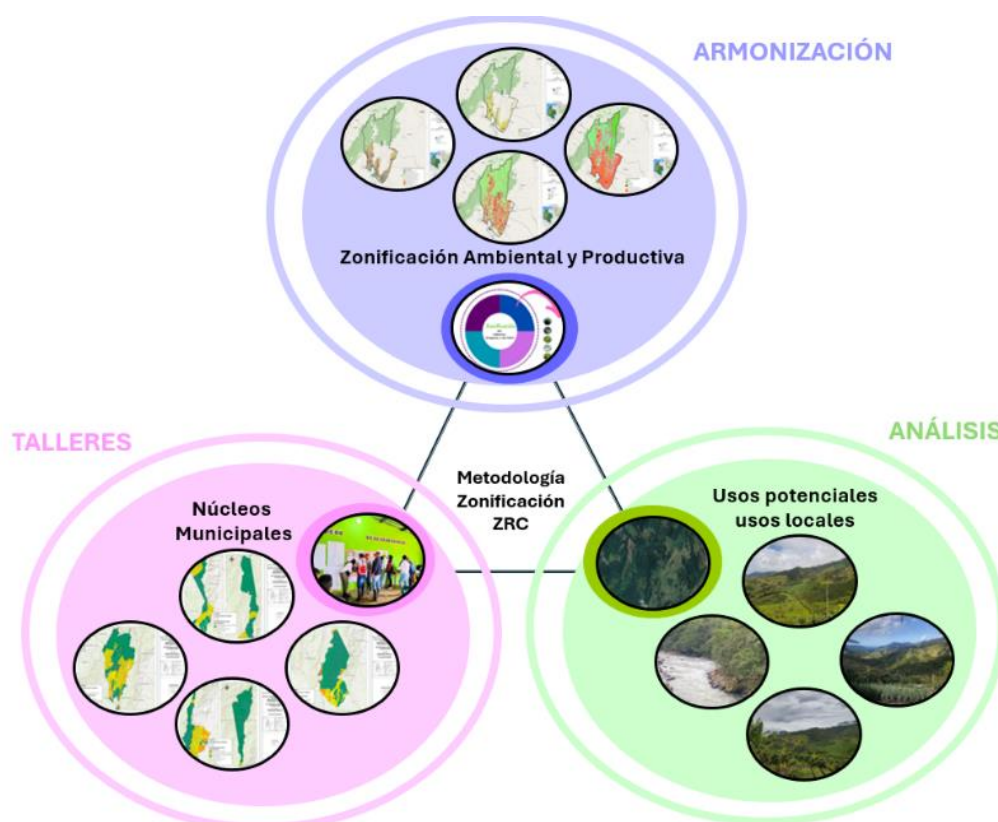 ARMONIZACIÓN
Zonificación Ambiental y Productiva
TALLERES
ANÁLISIS
Metodología
Zonificación
ZRC
Núcleos
Municipales
Usos potenciales
usos locales